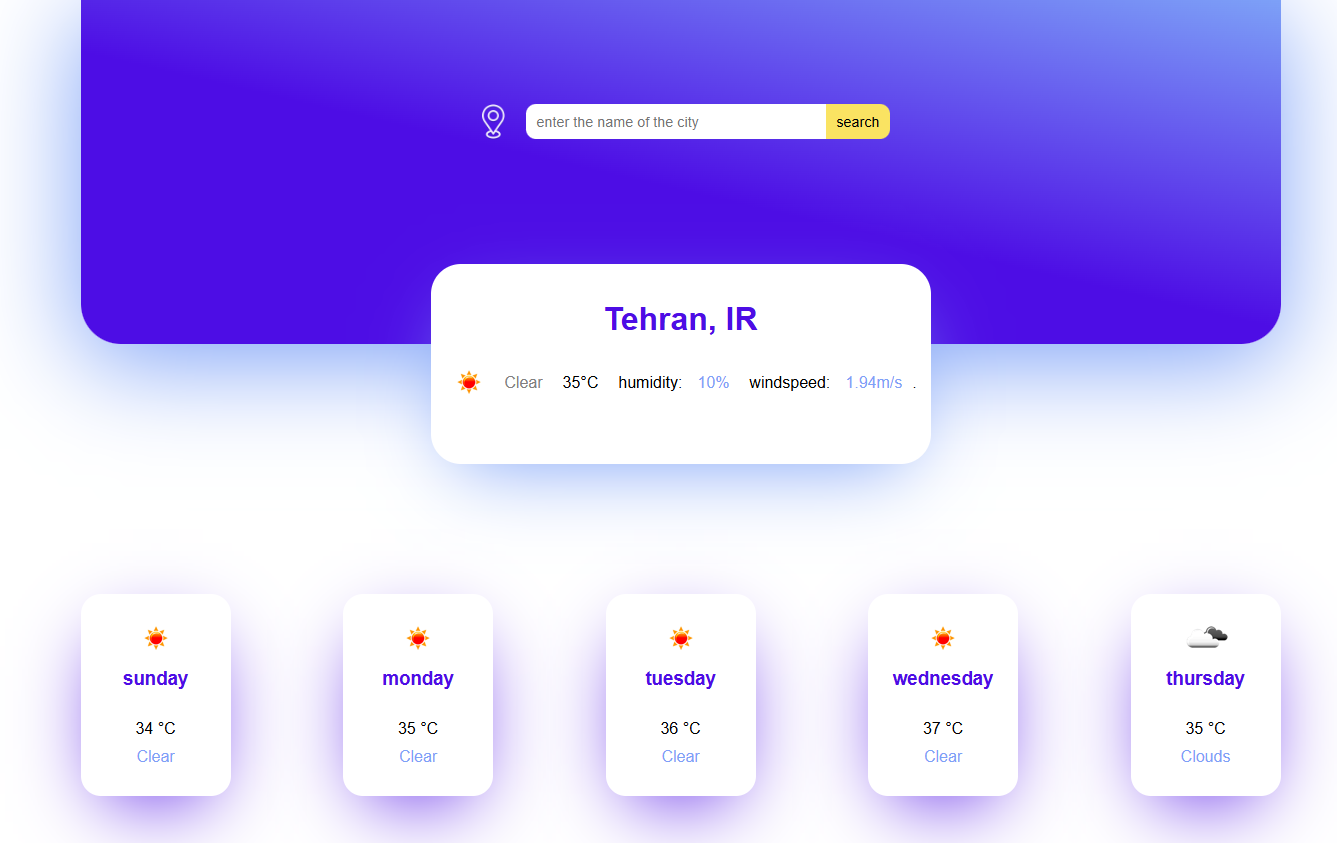 enter the name of the city search
Tehran, IR
Clear 35°C humidity: 10% windspeed: 1.94m/s .
sunday
34 °C
Clear
monday
35 °C
Clear
tuesday
36 °C
Clear
wednesday
37 °C
Clear
thursday
35 °C
Clouds